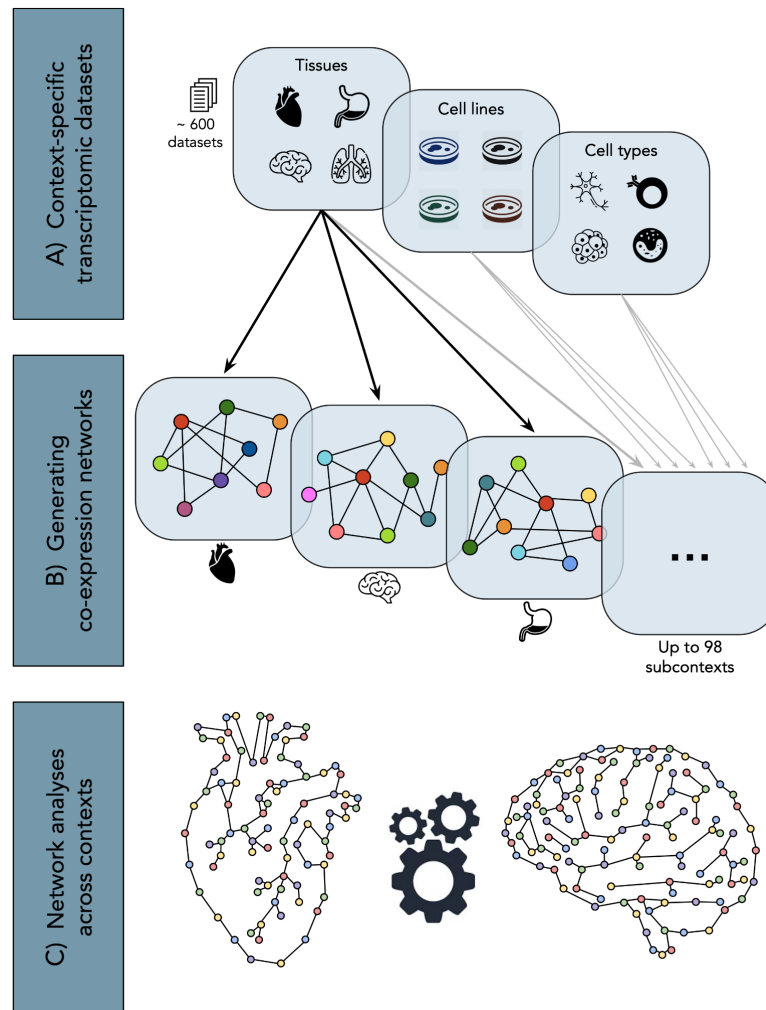 A) Context-specific
transcriptomic datasets
~ 600
datasets
Tissues
Cell lines
Cell types
B) Generating
co-expression networks
...
Up to 98
subcontexts
C) Network analyses
across contexts